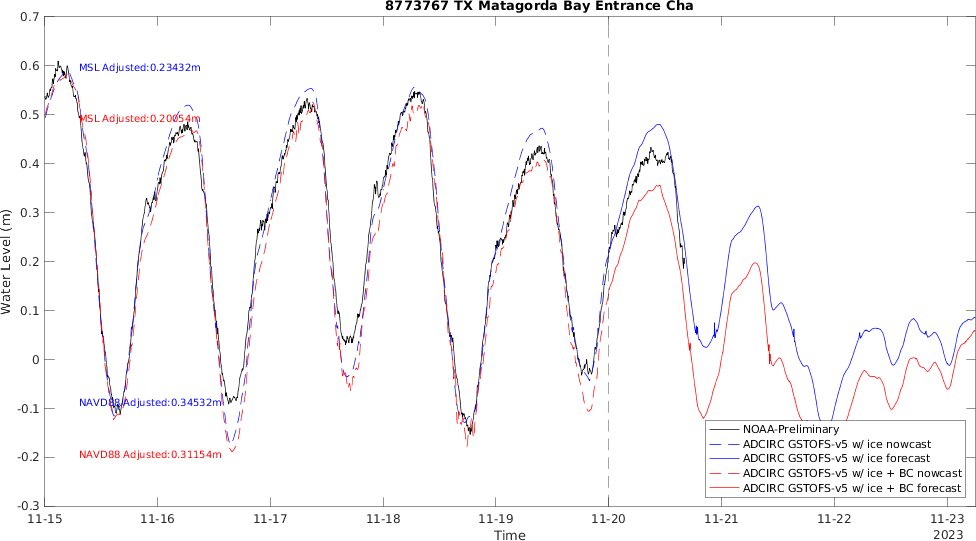 8773767 TX Matagorda Bay Entrance Cha
0.7
0.6
0.5
0.4
0.3
0.2
0.1
0
-0.1
-0.2
-0.3
Water Level (m)
MSL Adjusted:0.23432m
MSL Adjusted:0.20054m
NAVD88 Adjusted:0.34532m
NAVD88 Adjusted:0.31154m
NOAA-Preliminary
ADCIRC GSTOFS-v5 w/ ice nowcast
ADCIRC GSTOFS-v5 w/ ice forecast
ADCIRC GSTOFS-v5 w/ ice + BC nowcast
ADCIRC GSTOFS-v5 w/ ice + BC forecast
11-15 11-16 11-17 11-18 11-19 11-20 11-21 11-22 11-23
Time
2023